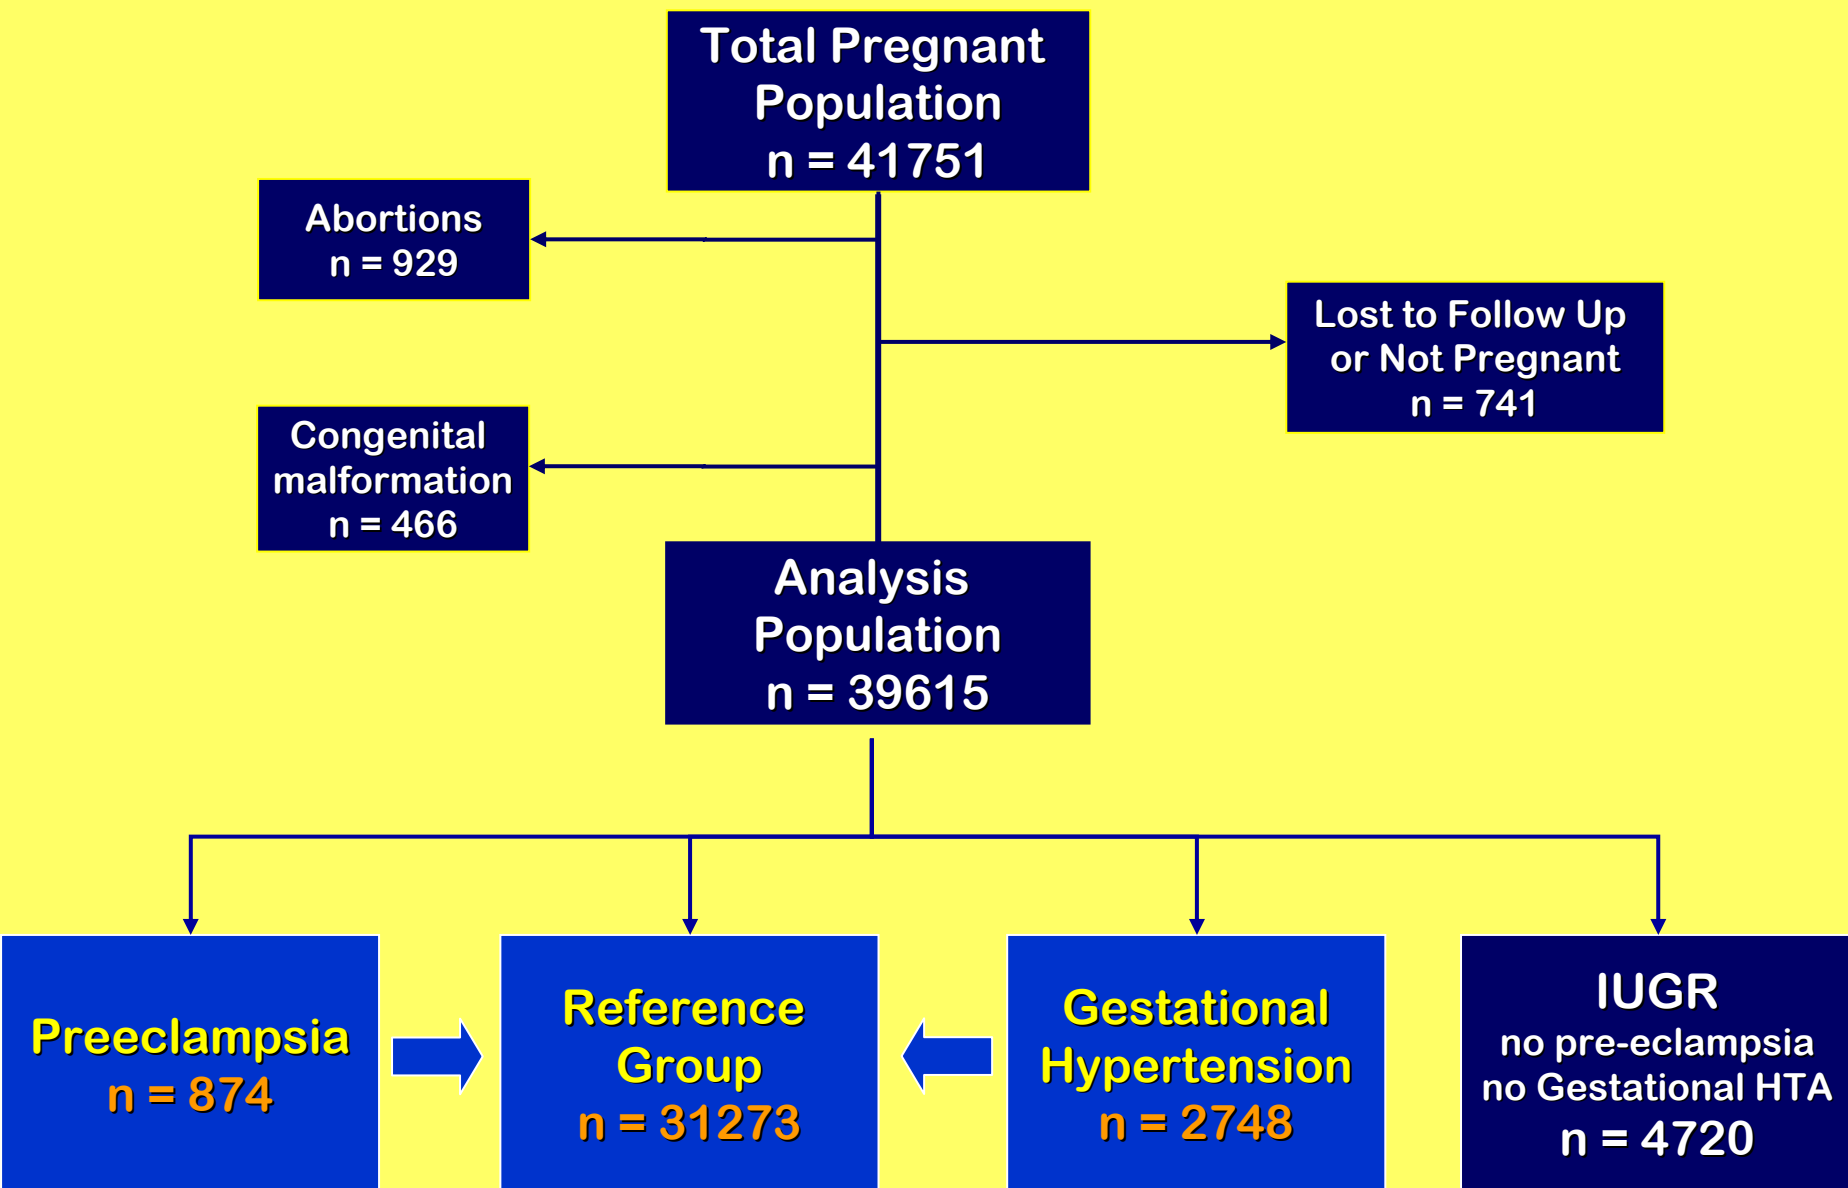 Total Pregnant
Population
n = 41751
Abortions
n = 929
Lost to Follow Up
or Not Pregnant
n = 741
Congenital
malformation
n = 466
Analysis
Population
n = 39615
Preeclampsia
n = 874
Reference
Group
n = 31273
Gestational
Hypertension
n = 2748
IUGR
no pre-eclampsia
no Gestational HTA
n = 4720